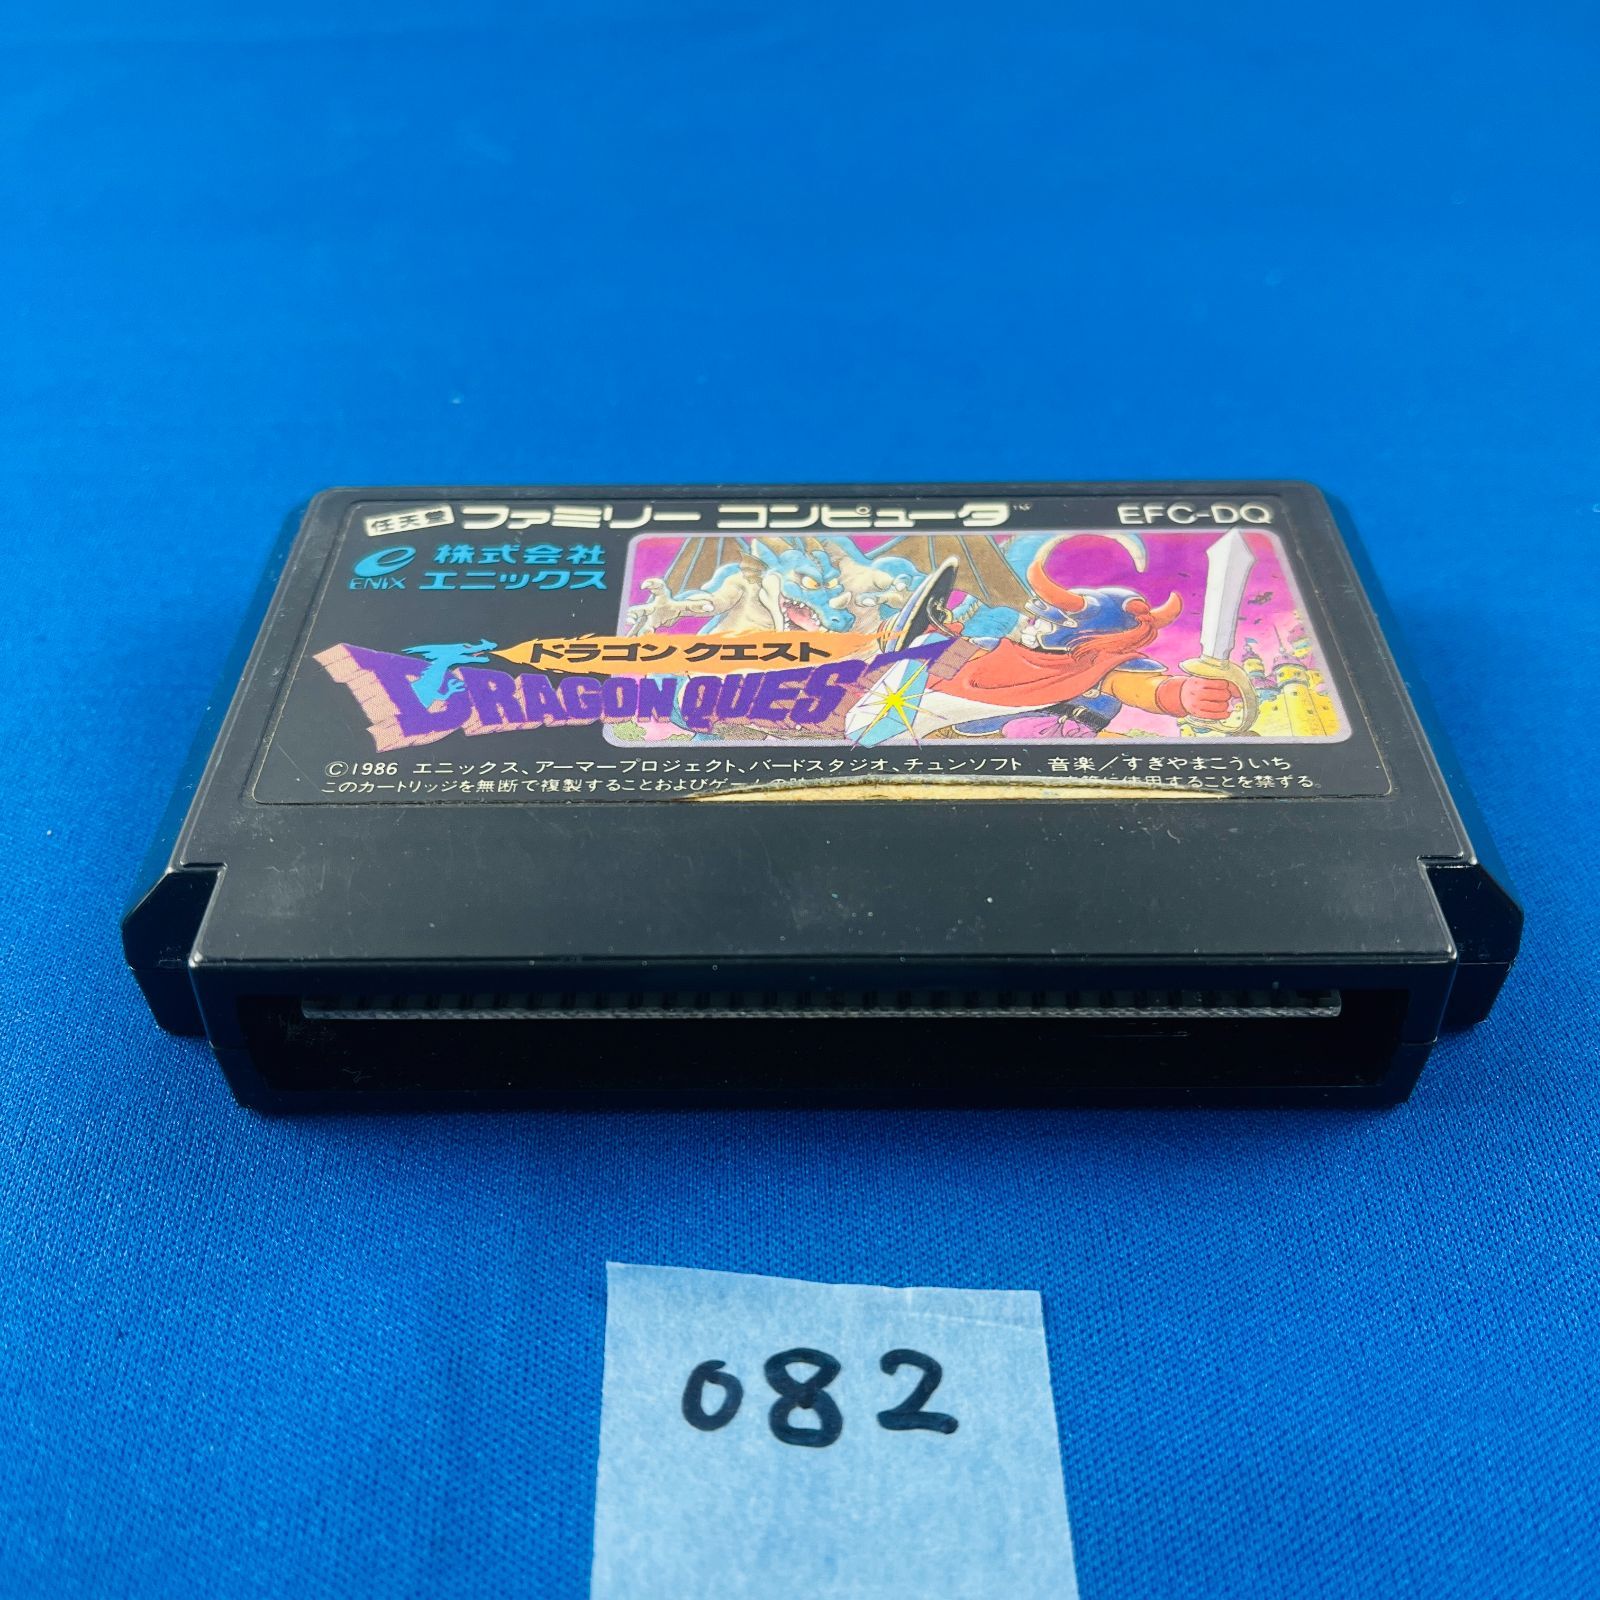 任天堂 ファミリー コンピュータ™ EFC-DQ
e 株式会社
ENIX エニックス
ドラゴンクエスト
DRAGON QUEST
©1986 エニックス、アーマープロジェクト、バードスタジオ、チュンソフト 音楽/すぎやまこういち
このカートリッジを無断で複製することおよびゲームの に使用することを禁ずる。
082